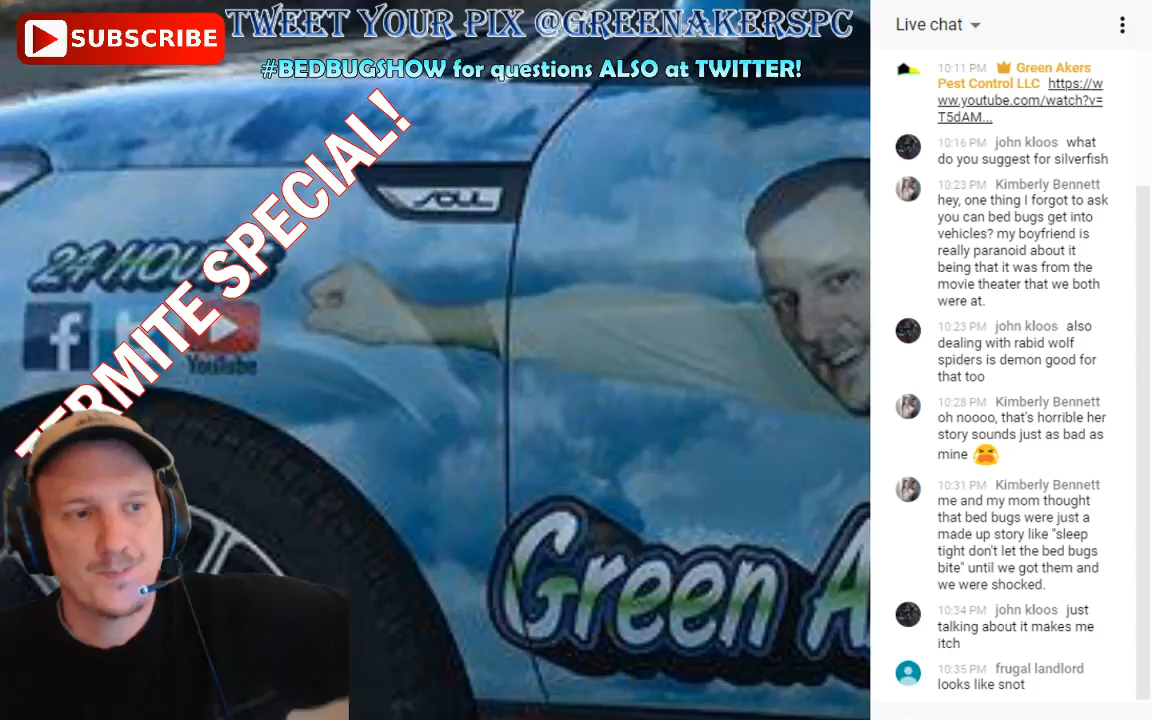 SUBSCRIBE
TWEET YOUR PIX @GREENAKERSPC
#BEDBUGSHOW for questions ALSO at TWITTER!
TERMITE SPECIAL!
SOUL
24 HOURS
f
YouTube
Green A
Live chat
10:11 PM Green Akers
Pest Control LLC https://w
ww.youtube.com/watch?v=
T5dAM...
10:16 PM john kloos what
do you suggest for silverfish
10:23 PM Kimberly Bennett
hey, one thing I forgot to ask
you can bed bugs get into
vehicles? my boyfriend is
really paranoid about it
being that it was from the
movie theater that we both
were at.
10:23 PM john kloos also
dealing with rabid wolf
spiders is demon good for
that too
10:28 PM Kimberly Bennett
oh noooo, that's horrible her
story sounds just as bad as
mine
10:31 PM Kimberly Bennett
me and my mom thought
that bed bugs were just a
made up story like "sleep
tight don't let the bed bugs
bite" until we got them and
we were shocked.
10:34 PM john kloos just
talking about it makes me
itch
10:35 PM frugal landlord
looks like snot